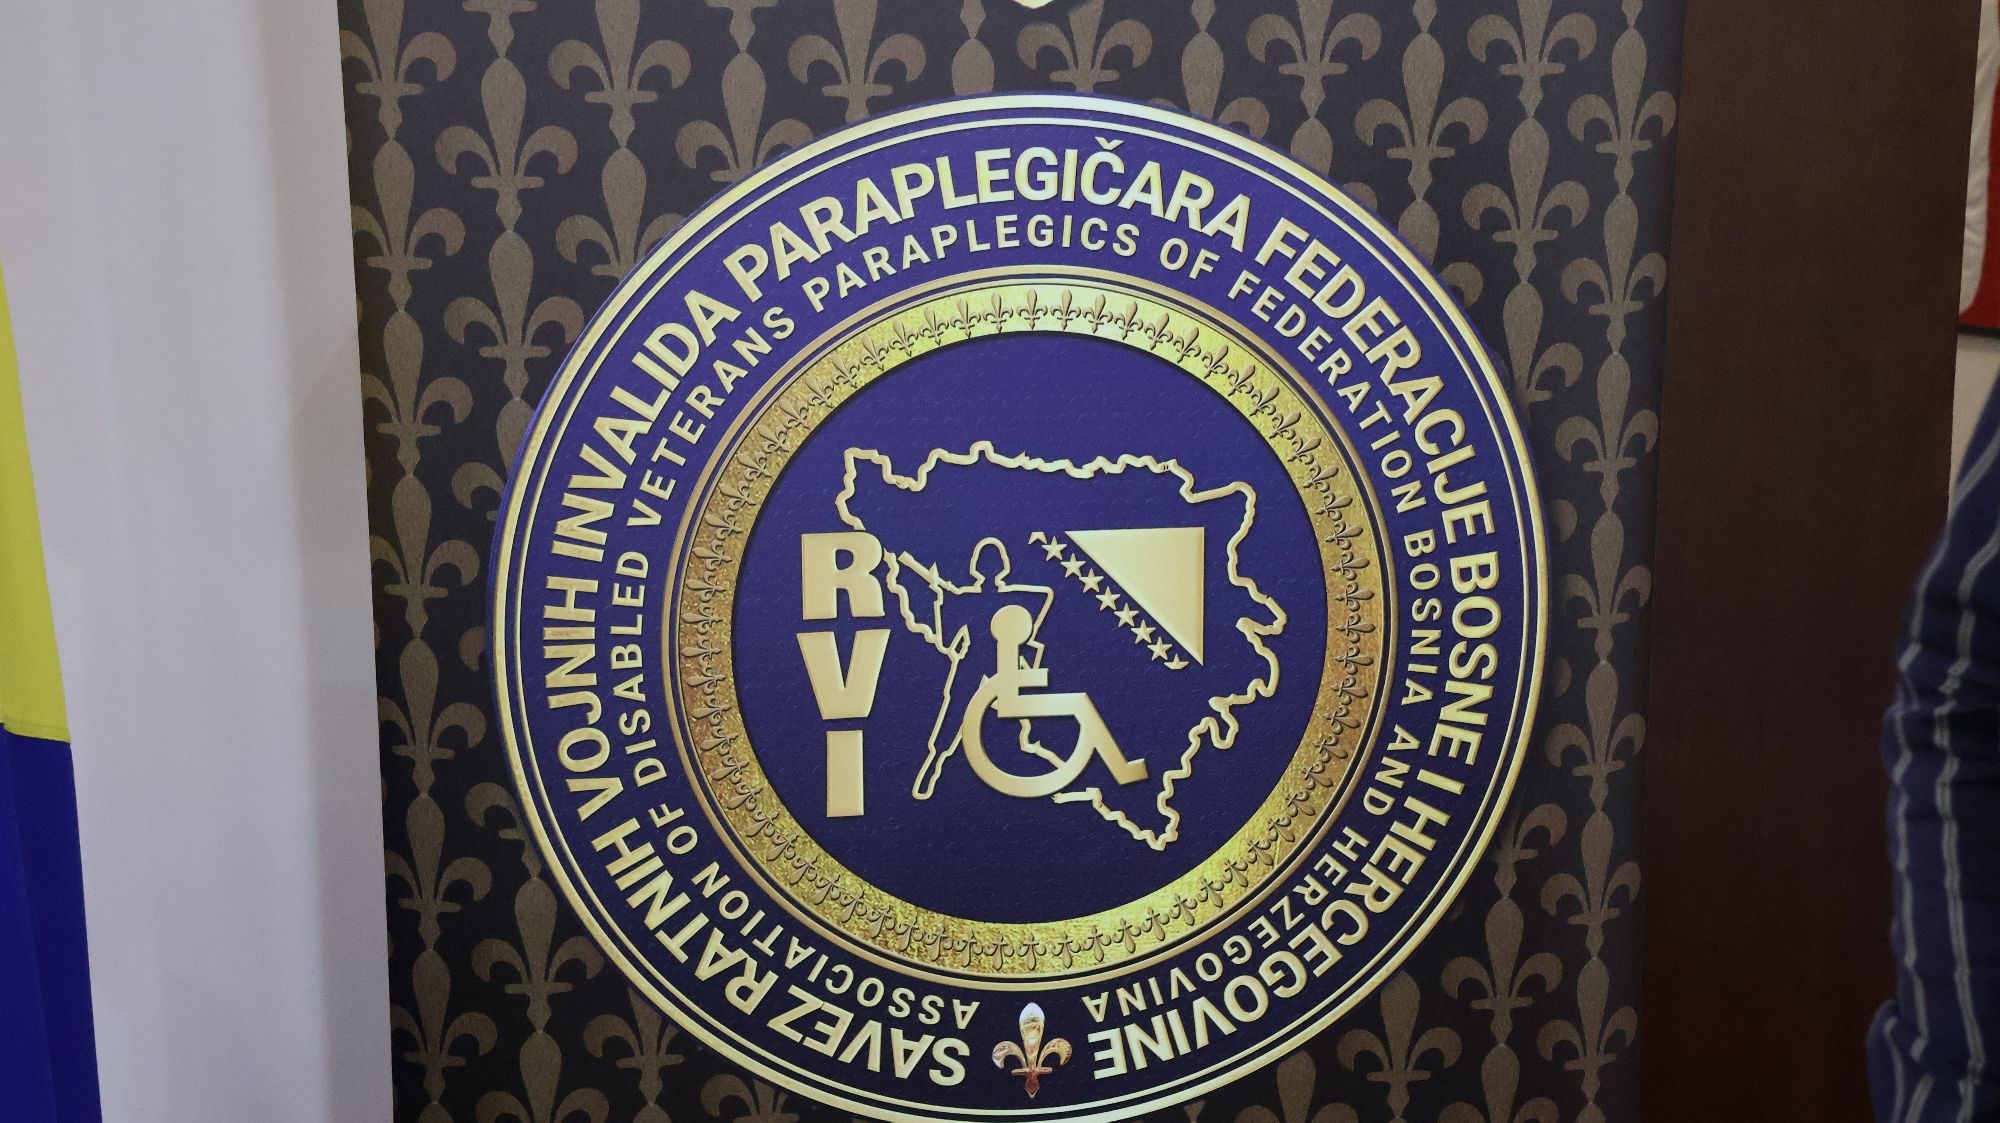 SAVEZ RATNIH VOJNIH INVALIDA PARAPLEGIČARA FEDERACIJE BOSNE I HERCEGOVINE
ASSOCIATION OF DISABLED VETERANS PARAPLEGICS OF FEDERATION BOSNIA AND HERZEGOVINA
RVI